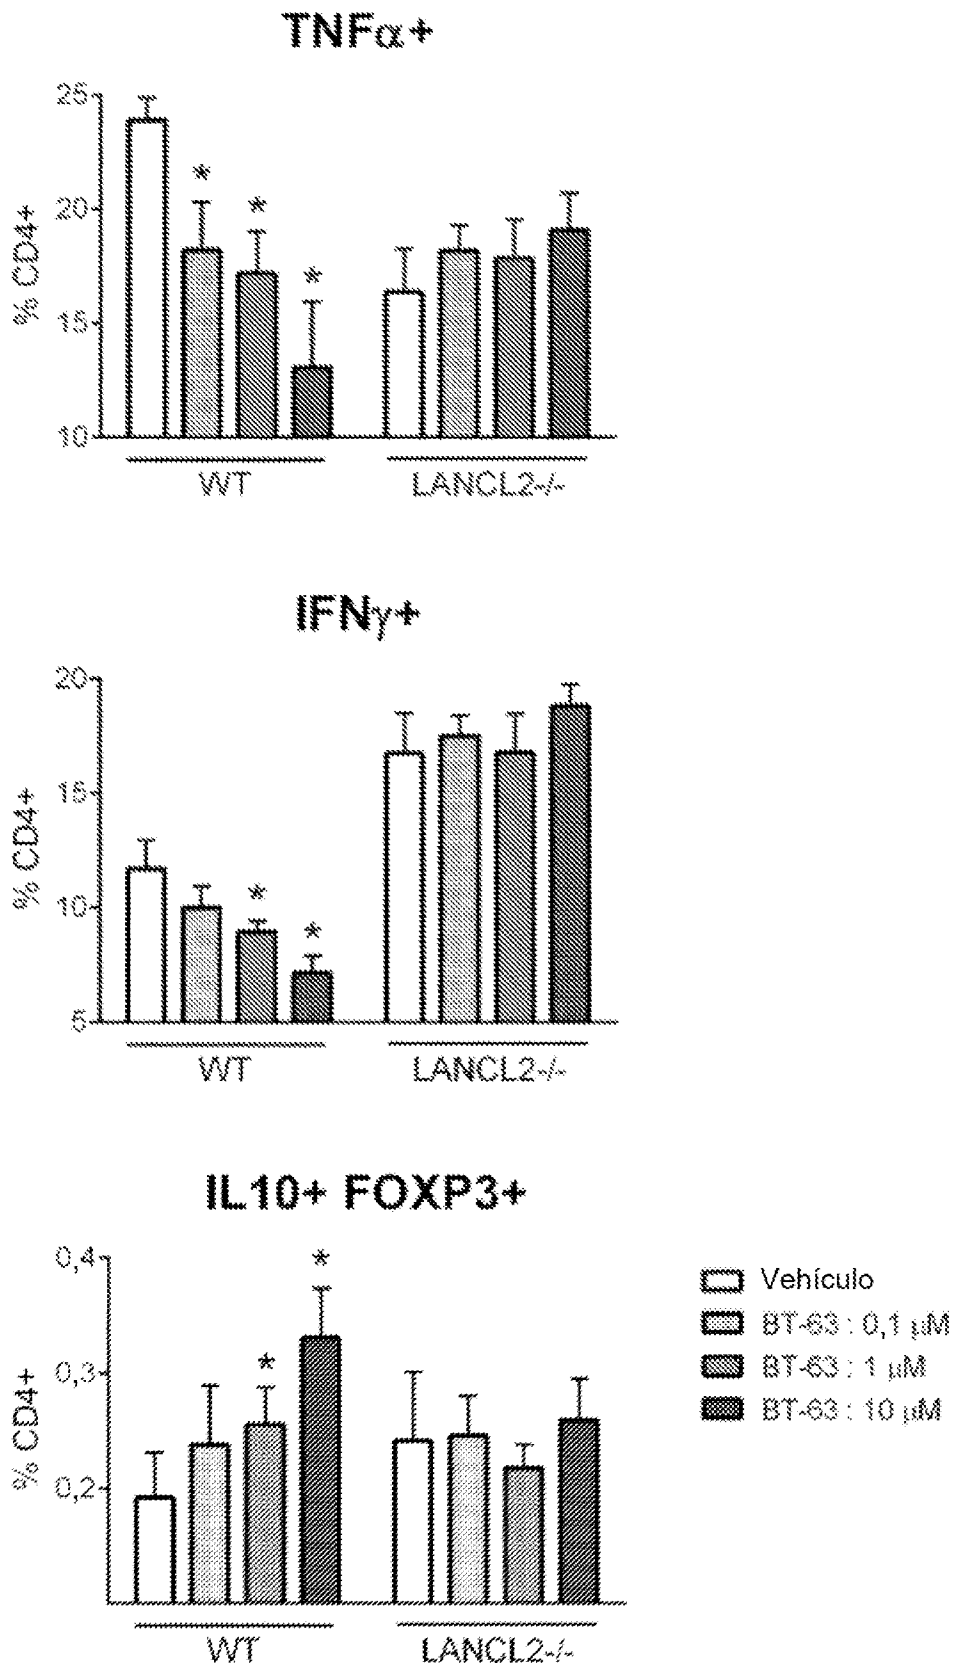 TNFα+
25
20
15
10
% CD4+
*
*
*
WT
LANCL2-/-
IFNγ+
20
15
10
5
% CD4+
*
*
WT
LANCL2-/-
IL10+ FOXP3+
0,4
0,3
0,2
% CD4+
*
*
WT
LANCL2-/-
Vehículo
BT-63 : 0,1 μM
BT-63 : 1 μM
BT-63 : 10 μM